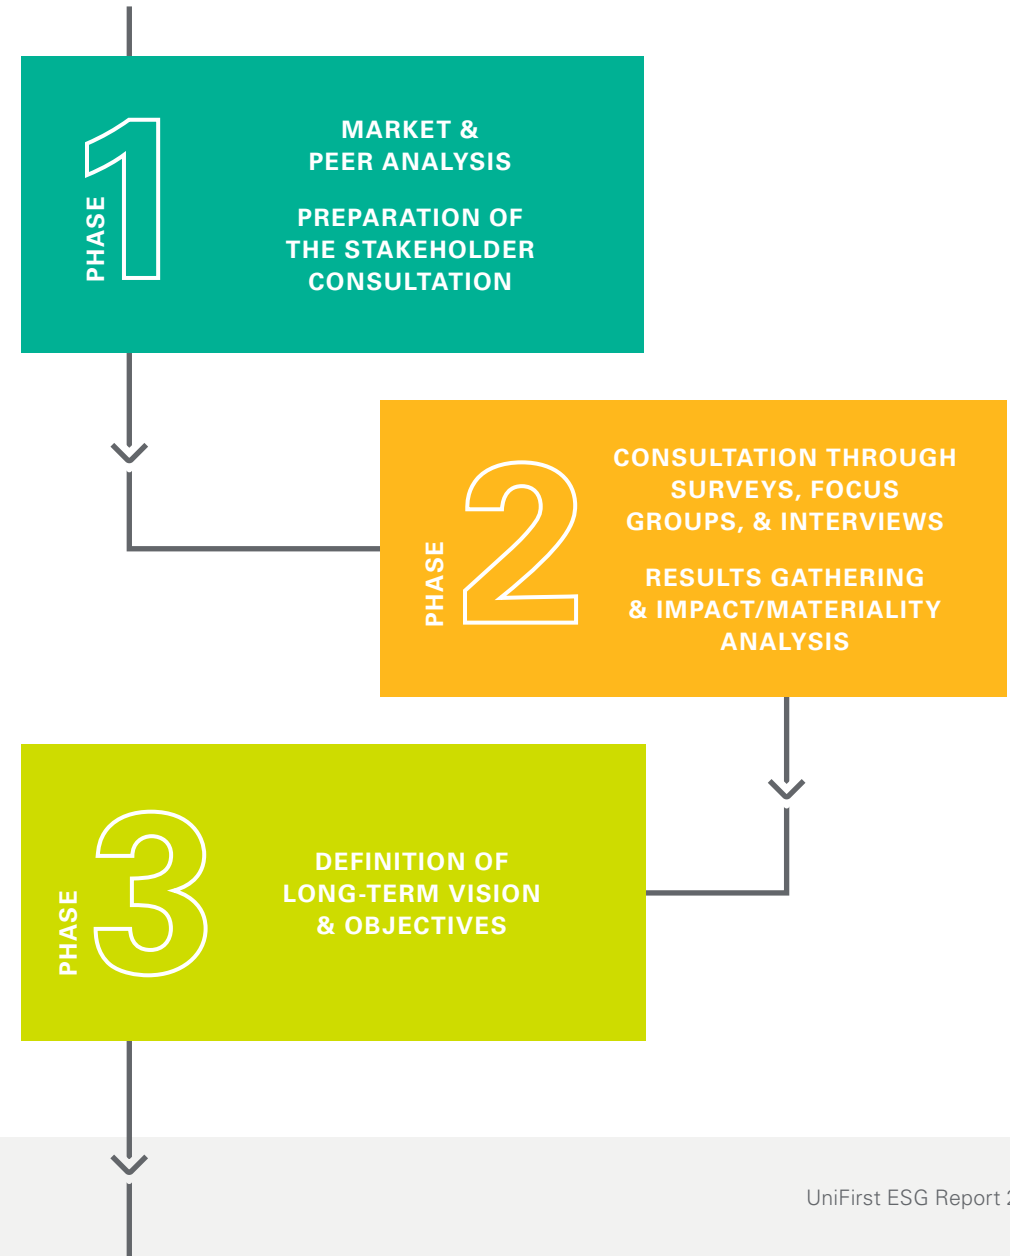 PHASE
1
MARKET &
PEER ANALYSIS
PREPARATION OF
THE STAKEHOLDER
CONSULTATION
PHASE
2
CONSULTATION THROUGH
SURVEYS, FOCUS
GROUPS, & INTERVIEWS
RESULTS GATHERING
& IMPACT/MATERIALITY
ANALYSIS
PHASE
3
DEFINITION OF
LONG-TERM VISION
& OBJECTIVES
UniFirst ESG Report